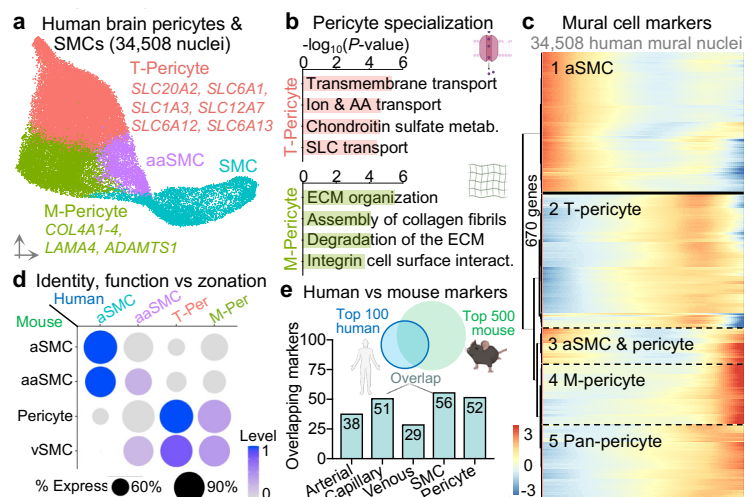 a Human brain pericytes &
SMCs (34,508 nuclei)
T-Pericyte
SLC20A2, SLC6A1,
SLC1A3, SLC12A7
SLC6A12, SLC6A13
aaSMC
SMC
M-Pericyte
COL4A1-4,
LAMA4, ADAMTS1
b Pericyte specialization
-log10(P-value)
0 2 4 6
T-Pericyte
Transmembrane transport
Ion & AA transport
Chondroitin sulfate metab.
SLC transport
0 2 4 6
M-Pericyte
ECM organization
Assembly of collagen fibrils
Degradation of the ECM
Integrin cell surface interact.
c Mural cell markers
34,508 human mural nuclei
670 genes
1 aSMC
2 T-pericyte
3 aSMC & pericyte
4 M-pericyte
5 Pan-pericyte
3
0
-3
d Identity, function vs zonation
Human
Mouse
aSMC
aaSMC
T-Per
M-Per
aSMC
aaSMC
Pericyte
vSMC
Level
1
0
% Express
60%
90%
e Human vs mouse markers
Top 100
human
Top 500
mouse
Overlap
Overlapping markers
100
75
50
25
0
38
51
29
56
52
Arterial
Capillary
Venous
SMC
Pericyte